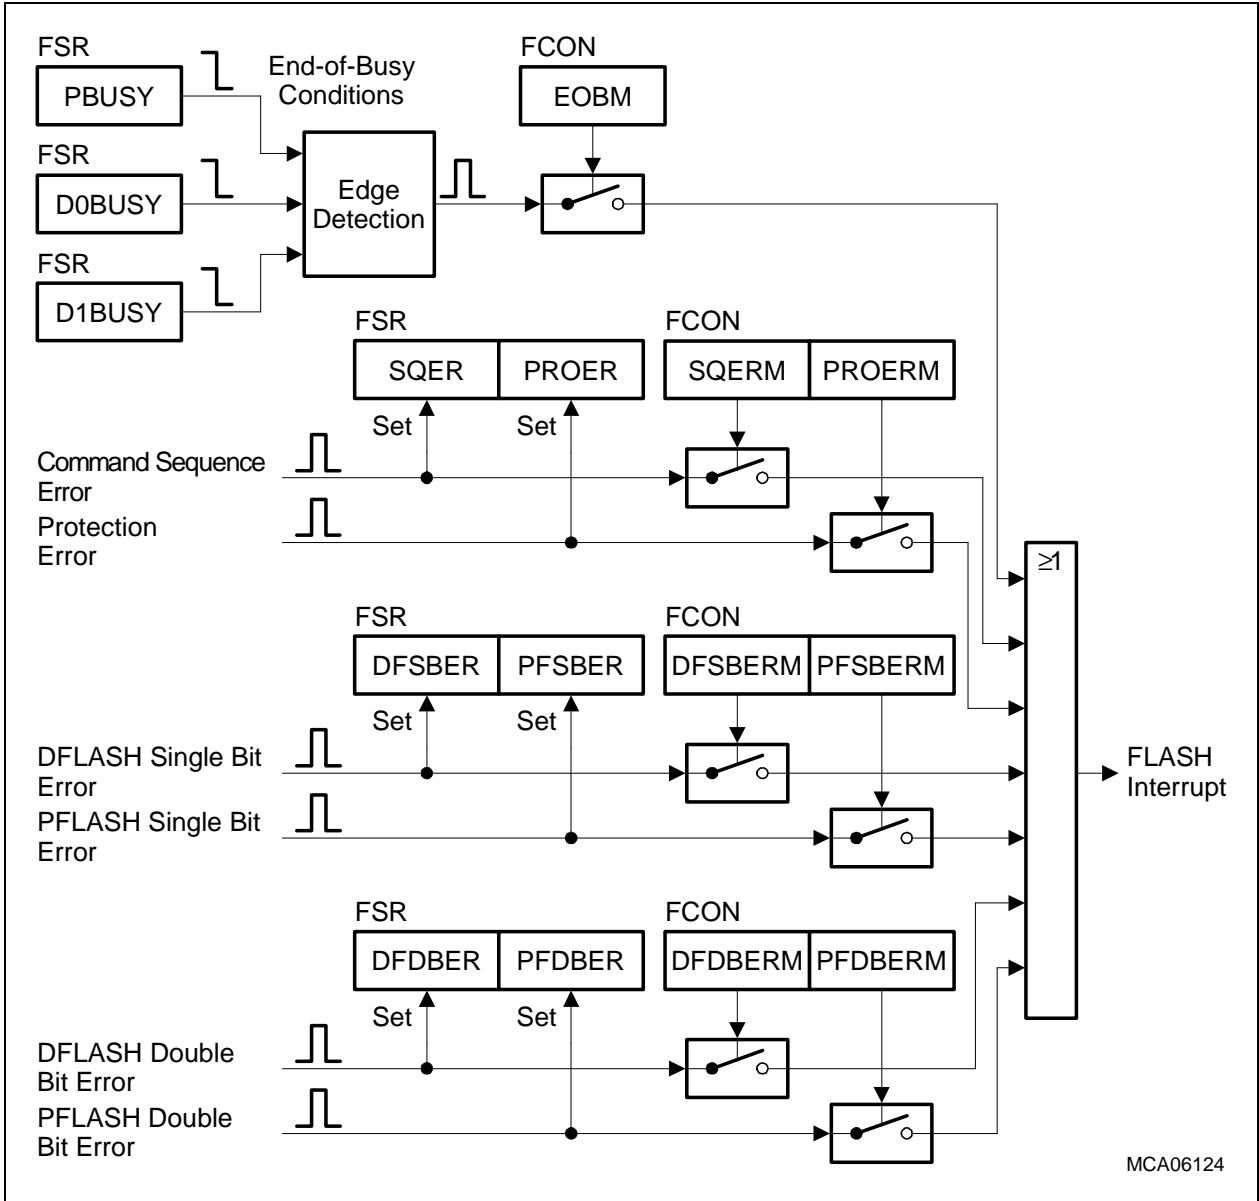 FSR
PBUSY
End-of-Busy
Conditions
FCON
EOBM
FSR
D0BUSY
Edge
Detection
FSR
D1BUSY
FSR
SQER PROER
FCON
SQERM PROERM
Set Set
Command Sequence
Error
Protection
Error
≥1
FSR
DFSBER PFSBER
FCON
DFSBERM PFSBERM
Set Set
DFLASH Single Bit
Error
PFLASH Single Bit
Error
FLASH
Interrupt
FSR
DFDBER PFDBER
FCON
DFDBERM PFDBERM
Set Set
DFLASH Double
Bit Error
PFLASH Double
Bit Error
MCA06124